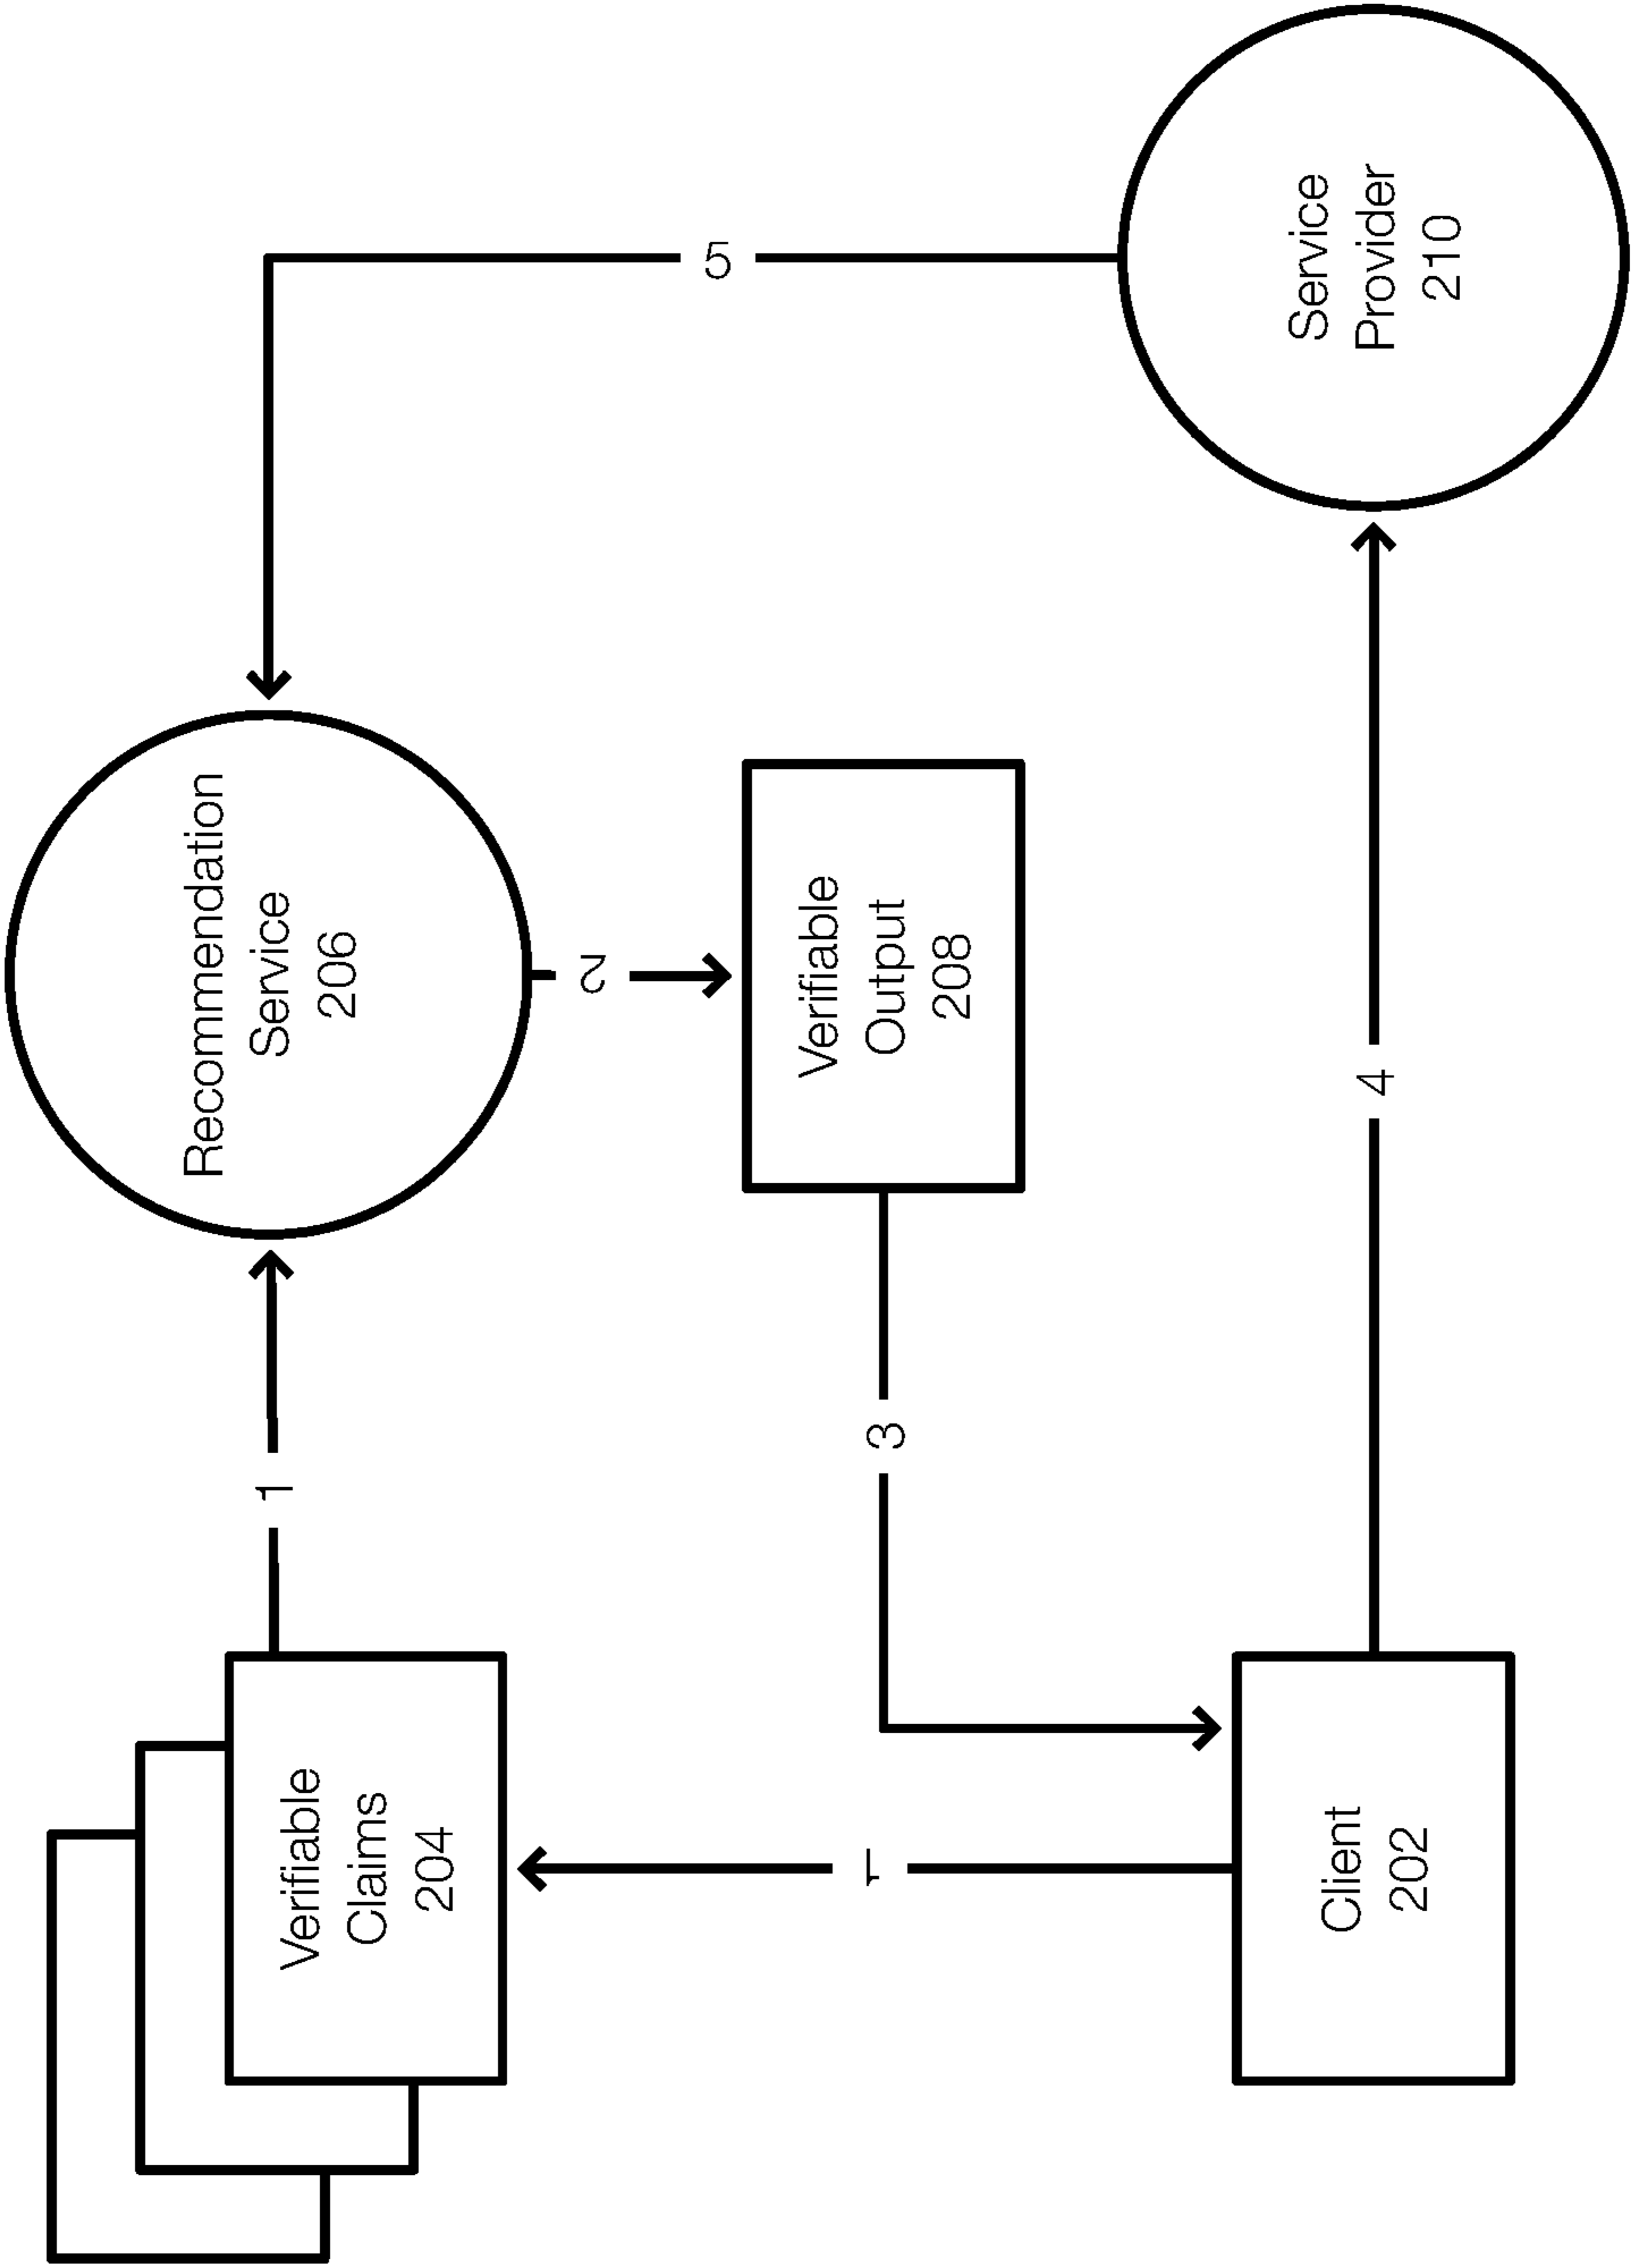 Verifiable
Claims
204
1
Recommendation
Service
206
5
1
2
3
Verifiable
Output
208
Client
202
4
Service
Provider
210